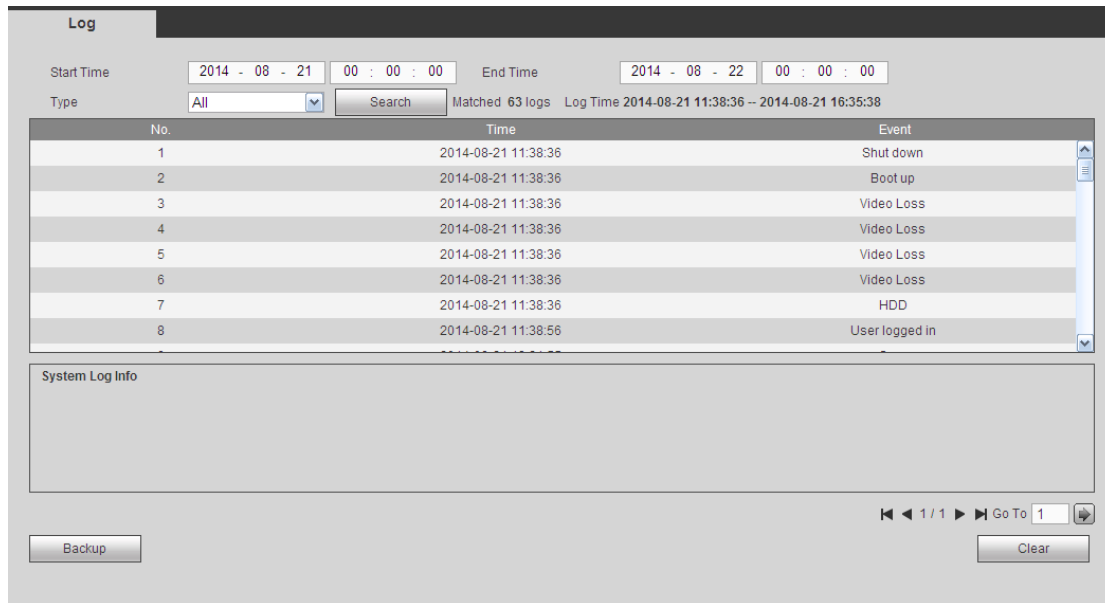 Log
Start Time 2014 - 08 - 21 00 : 00 : 00 End Time 2014 - 08 - 22 00 : 00 : 00
Type All Search Matched 63 logs Log Time 2014-08-21 11:38:36 -- 2014-08-21 16:35:38
No. Time Event
1 2014-08-21 11:38:36 Shut down
2 2014-08-21 11:38:36 Boot up
3 2014-08-21 11:38:36 Video Loss
4 2014-08-21 11:38:36 Video Loss
5 2014-08-21 11:38:36 Video Loss
6 2014-08-21 11:38:36 Video Loss
7 2014-08-21 11:38:36 HDD
8 2014-08-21 11:38:56 User logged in
System Log Info
1 / 1 Go To 1
Backup Clear